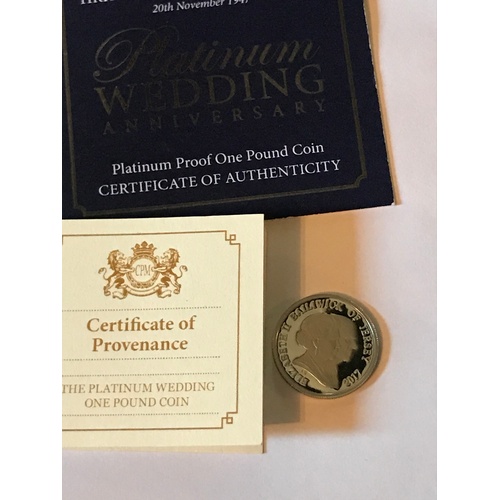 20th November 1947
Platinum
WEDDING
ANNIVERSARY
Platinum Proof One Pound Coin
CERTIFICATE OF AUTHENTICITY
CPM
Certificate of
Provenance
THE PLATINUM WEDDING
ONE POUND COIN
ELIZABETH II BAILIWICK OF JERSEY
2017